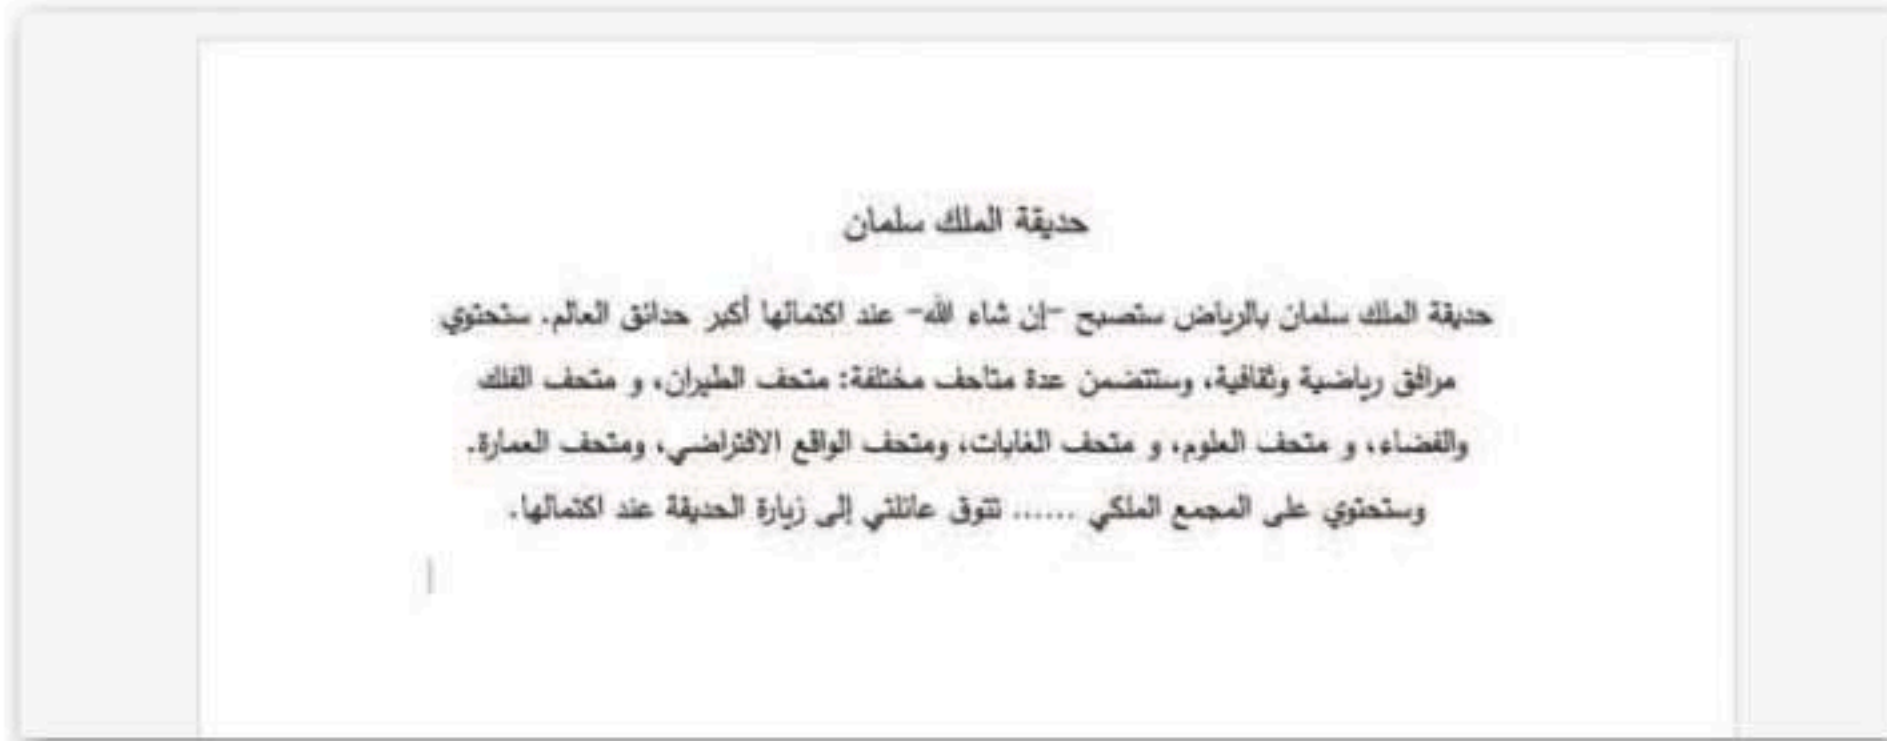 حديقة الملك سلمان
حديقة الملك سلمان بالرياض ستصبح -إن شاء الله- عند اكتمالها أكبر حدائق العالم. ستحتوي
مرافق رياضية وثقافية، وستتضمن عدة متاحف مختلفة: متحف الطيران، و متحف الفلك
والفضاء، و متحف العلوم، و متحف الغابات، ومتحف الواقع الافتراضي، ومتحف العمارة.
وستحتوي على المجمع الملكي ...... تتوق عائلتي إلى زيارة الحديقة عند اكتمالها.